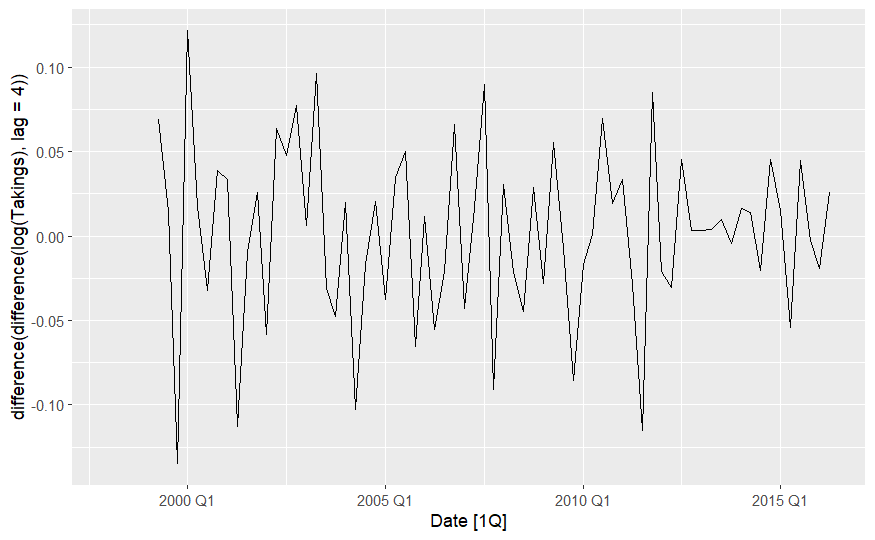 difference(difference(log(Takings), lag = 4))
0.10
0.05
0.00
-0.05
-0.10
2000 Q1
2005 Q1
2010 Q1
2015 Q1
Date [1Q]